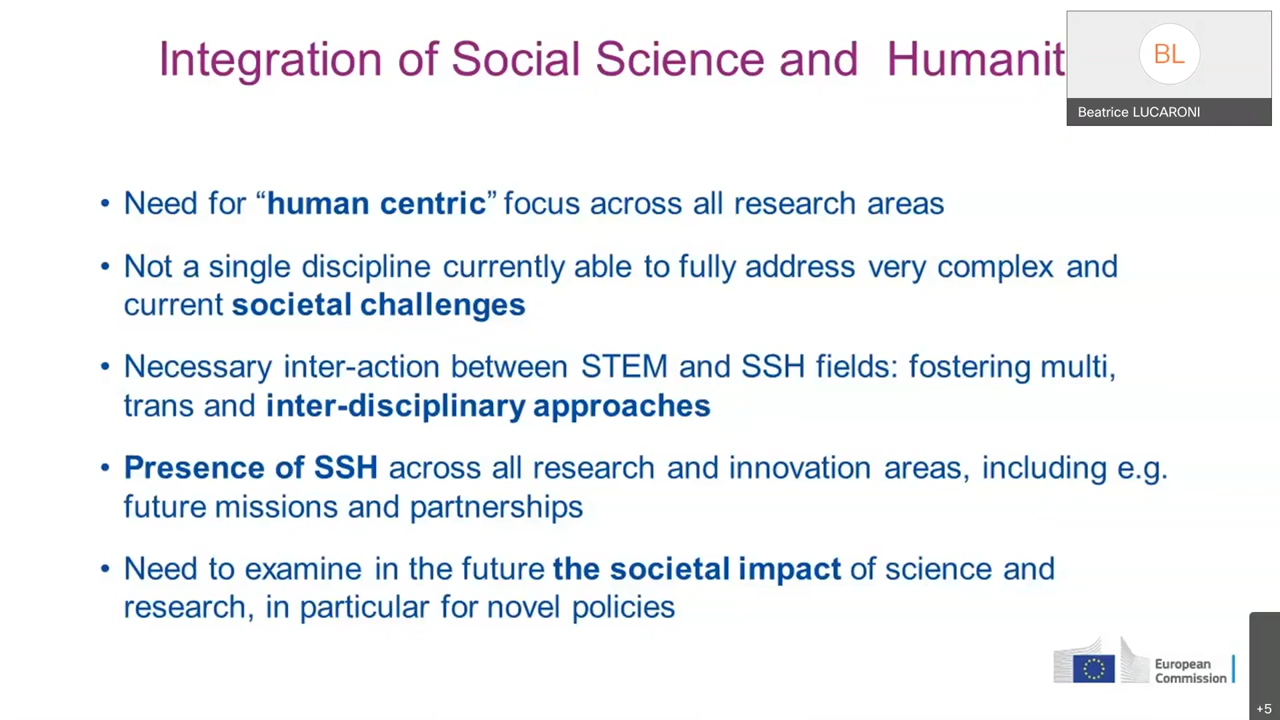 Integration of Social Science and Humanit
BL
Beatrice LUCARONI
• Need for “human centric” focus across all research areas
• Not a single discipline currently able to fully address very complex and
current societal challenges
• Necessary inter-action between STEM and SSH fields: fostering multi,
trans and inter-disciplinary approaches
• Presence of SSH across all research and innovation areas, including e.g.
future missions and partnerships
• Need to examine in the future the societal impact of science and
research, in particular for novel policies
European
Commission
+5